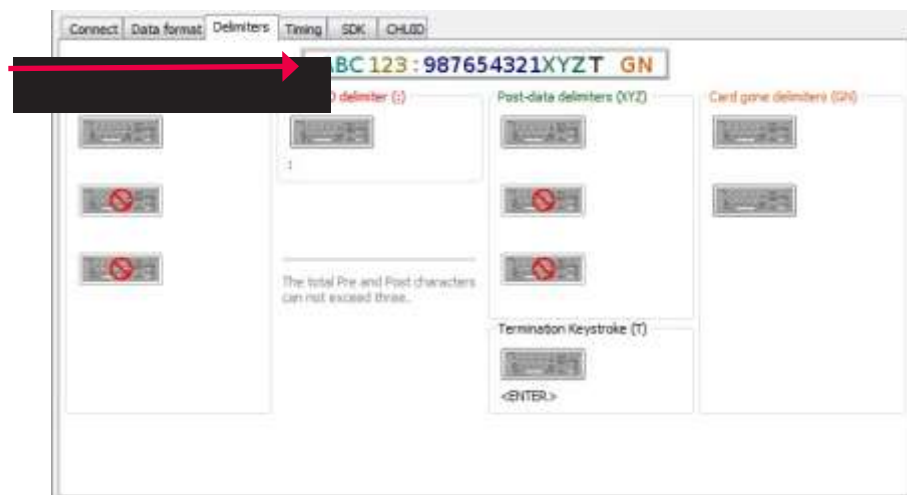 Connect Data format Delimiters Timing SDK
BC 123:987654321XYZT GN
delimiter (:)
Post-data delimiters (XYZ)
Card gone delimiters (GN)
:
The total Pre and Post characters
can not exceed three.
Termination Keystroke (T)
<ENTER>